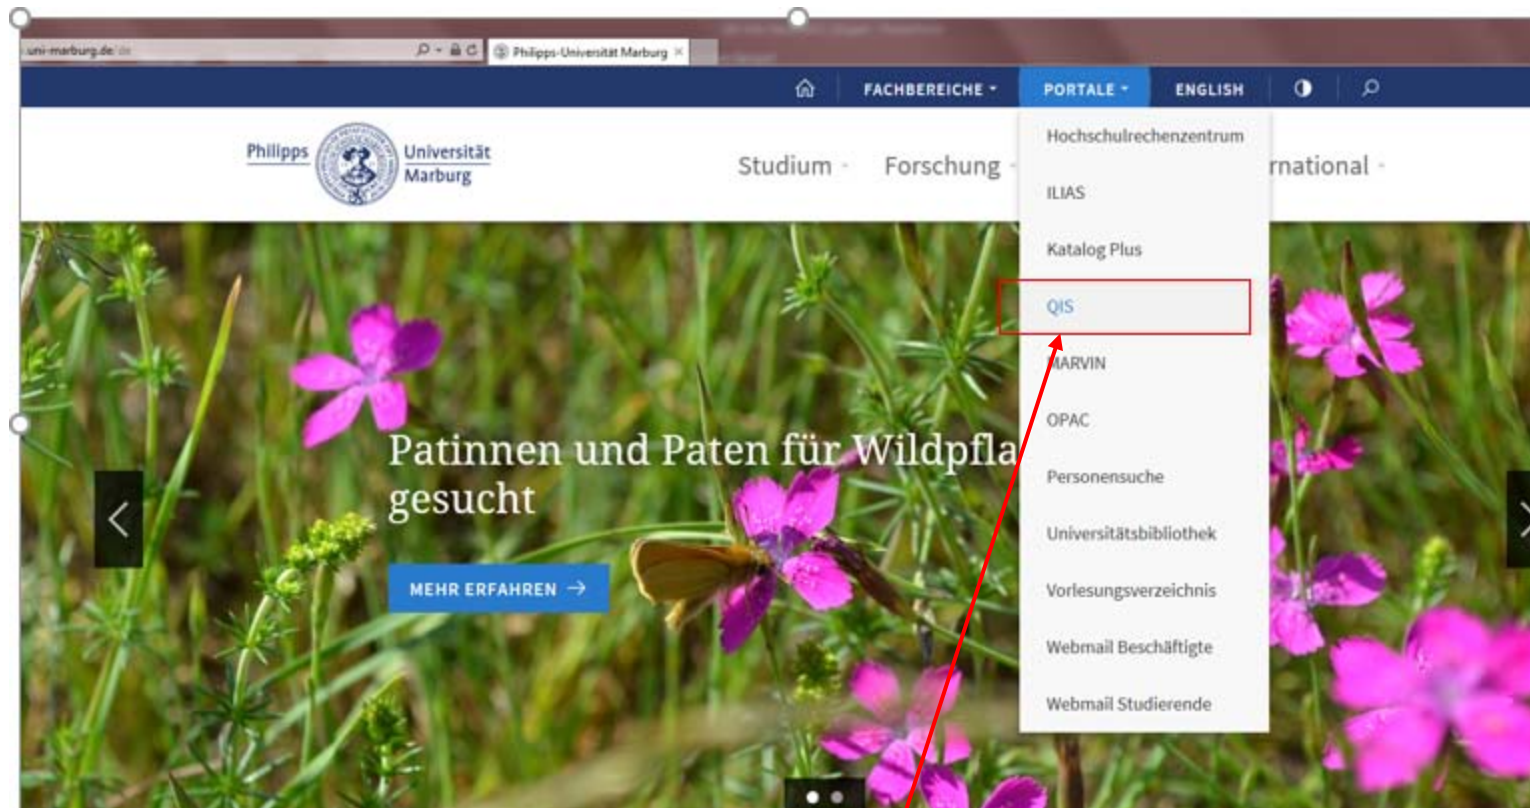 uni-marburg.de/de
Philipps-Universität Marburg
FACHBEREICHE
PORTALE
ENGLISH
Philipps
Universität
Marburg
Studium
Forschung
rnational
Hochschulrechenzentrum
ILIAS
Katalog Plus
QIS
MARVIN
OPAC
Personensuche
Universitätsbibliothek
Vorlesungsverzeichnis
Webmail Beschäftigte
Webmail Studierende
Patinnen und Paten für Wildpfla
gesucht
MEHR ERFAHREN →